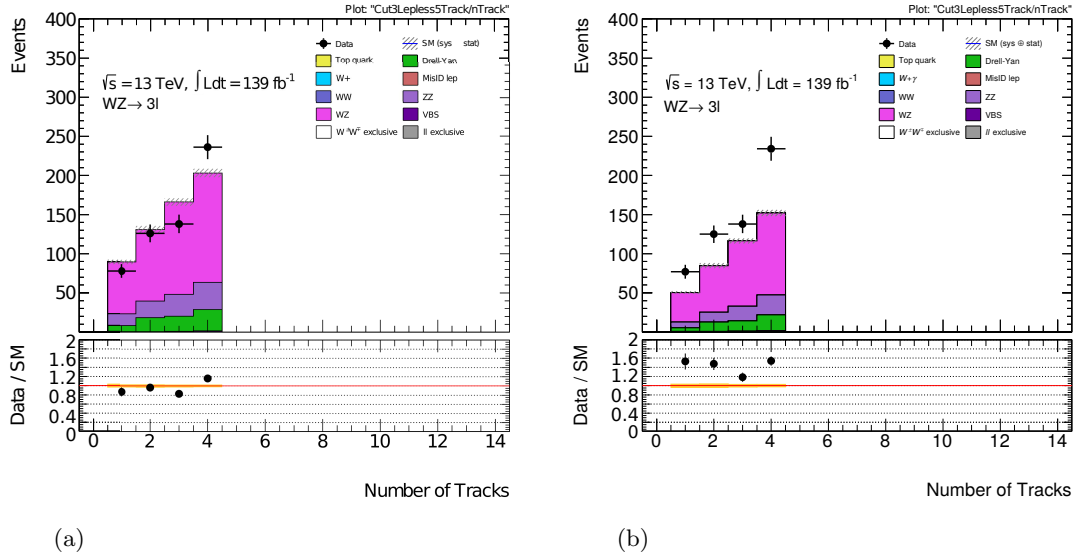 Plot: "Cut3Lepless5Track/nTrack"
Events
400
350
300
250
200
150
100
50
Data
SM (sys stat)
Top quark
Drell-Yan
W+
MisID lep
WW
ZZ
WZ
VBS
exclusive
ll exclusive
√s = 13 TeV, ∫ Ldt = 139 fb⁻¹
WZ→ 3l
Data / SM
2
1.6
1.2
0.8
0.4
0
0 2 4 6 8 10 12 14
Number of Tracks
(a)
Plot: "Cut3Lepless5Track/nTrack"
Events
400
350
300
250
200
150
100
50
Data
SM (sys ⊕ stat)
Top quark
Drell-Yan
W+γ
MisID lep
WW
ZZ
WZ
VBS
W±W∓ exclusive
ll exclusive
√s = 13 TeV, ∫ Ldt = 139 fb⁻¹
WZ→ 3l
Data / SM
2
1.6
1.2
0.8
0.4
0
0 2 4 6 8 10 12 14
Number of Tracks
(b)